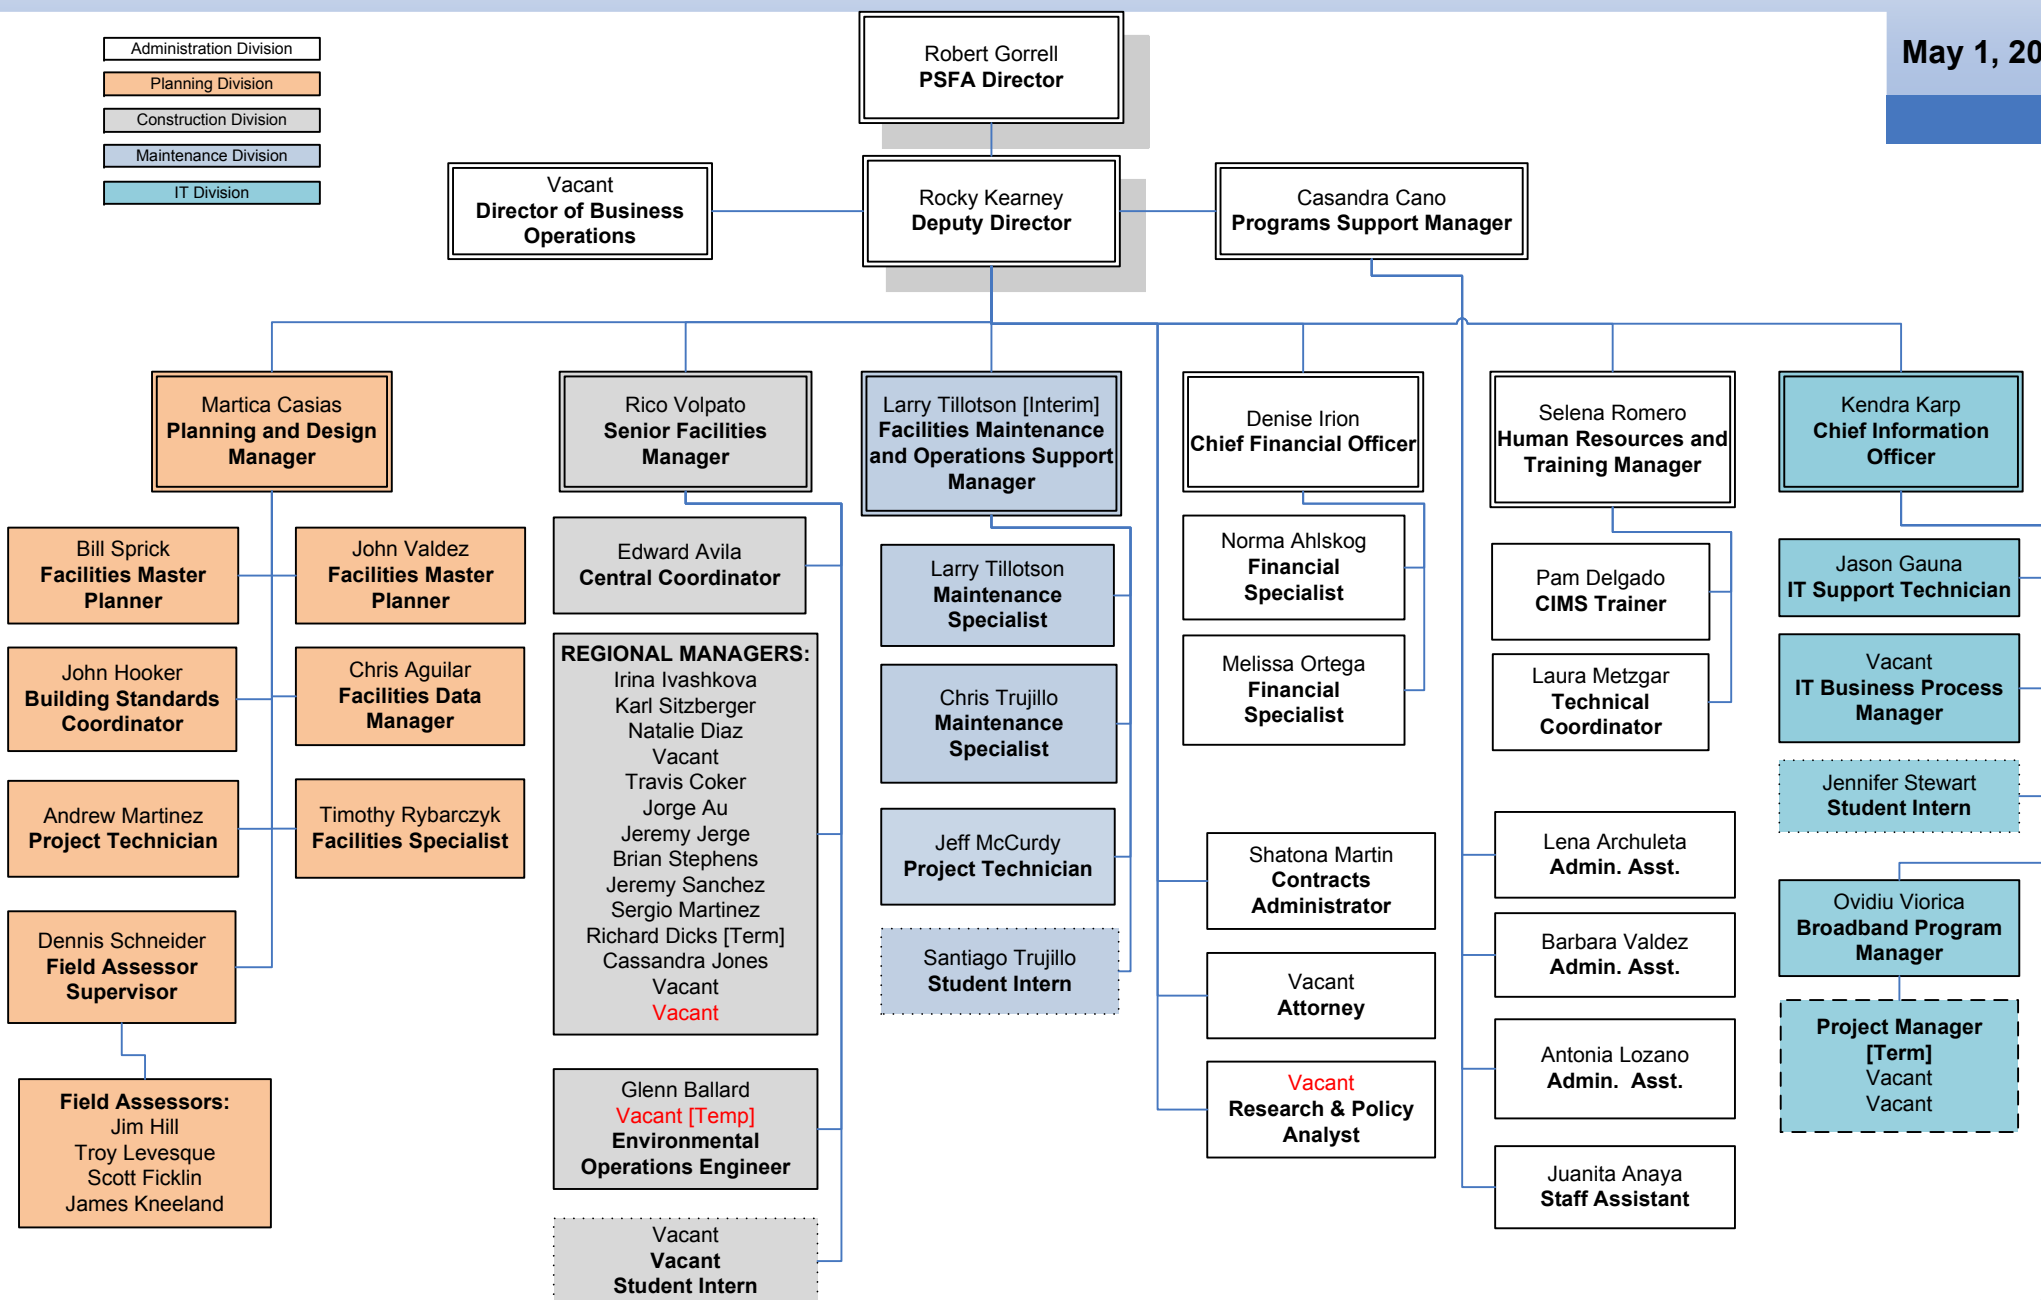 May 1, 20
Administration Division
Planning Division
Construction Division
Maintenance Division
IT Division
Robert Gorrell
PSFA Director
Vacant
Director of Business
Operations
Rocky Kearney
Deputy Director
Casandra Cano
Programs Support Manager
Martica Casias
Planning and Design
Manager
Rico Volpato
Senior Facilities
Manager
Larry Tillotson [Interim]
Facilities Maintenance
and Operations Support
Manager
Denise Irion
Chief Financial Officer
Selena Romero
Human Resources and
Training Manager
Kendra Karp
Chief Information
Officer
Bill Sprick
Facilities Master
Planner
John Valdez
Facilities Master
Planner
John Hooker
Building Standards
Coordinator
Chris Aguilar
Facilities Data
Manager
Andrew Martinez
Project Technician
Timothy Rybarczyk
Facilities Specialist
Dennis Schneider
Field Assessor
Supervisor
Field Assessors:
Jim Hill
Troy Levesque
Scott Ficklin
James Kneeland
Edward Avila
Central Coordinator
REGIONAL MANAGERS:
Irina Ivashkova
Karl Sitzberger
Natalie Diaz
Vacant
Travis Coker
Jorge Au
Jeremy Jerge
Brian Stephens
Jeremy Sanchez
Sergio Martinez
Richard Dicks [Term]
Cassandra Jones
Vacant
Vacant
Glenn Ballard
Vacant [Temp]
Environmental
Operations Engineer
Vacant
Vacant
Student Intern
Larry Tillotson
Maintenance
Specialist
Chris Trujillo
Maintenance
Specialist
Jeff McCurdy
Project Technician
Santiago Trujillo
Student Intern
Norma Ahlskog
Financial
Specialist
Melissa Ortega
Financial
Specialist
Shatona Martin
Contracts
Administrator
Vacant
Attorney
Vacant
Research & Policy
Analyst
Pam Delgado
CIMS Trainer
Laura Metzgar
Technical
Coordinator
Lena Archuleta
Admin. Asst.
Barbara Valdez
Admin. Asst.
Antonia Lozano
Admin.  Asst.
Juanita Anaya
Staff Assistant
Jason Gauna
IT Support Technician
Vacant
IT Business Process
Manager
Jennifer Stewart
Student Intern
Ovidiu Viorica
Broadband Program
Manager
Project Manager
[Term]
Vacant
Vacant